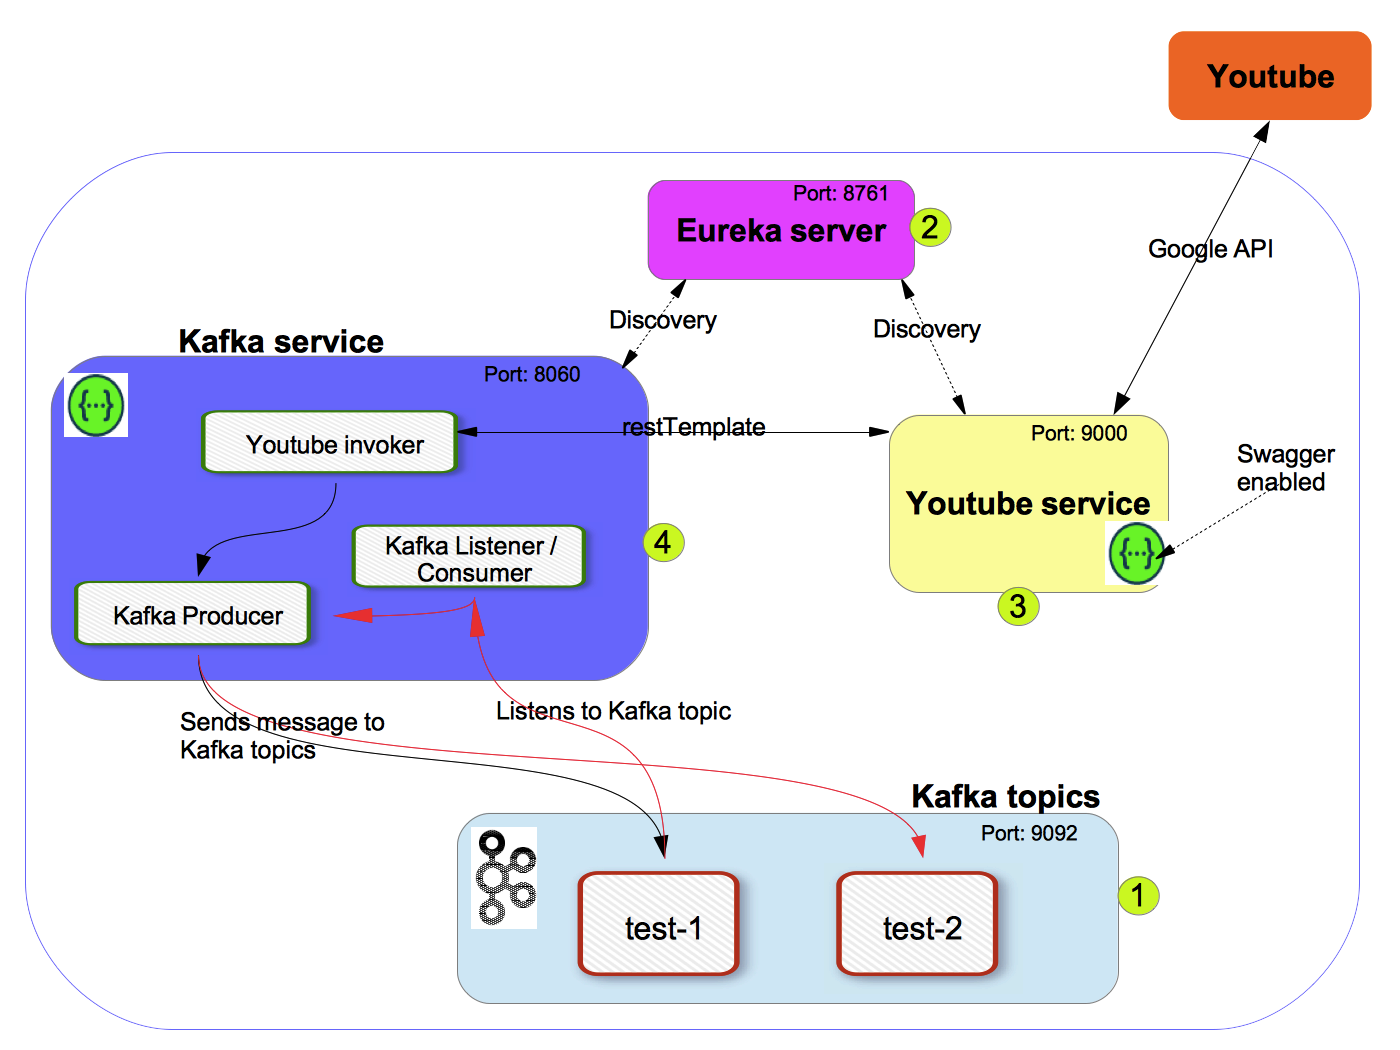 Youtube
Port: 8761
Eureka server
2
Google API
Discovery
Discovery
Kafka service
Port: 8060
{...}
Youtube invoker
restTemplate
Port: 9000
Youtube service
Swagger
enabled
{...}
3
Kafka Listener /
Consumer
4
Kafka Producer
Sends message to
Kafka topics
Listens to Kafka topic
Kafka topics
Port: 9092
1
test-1
test-2